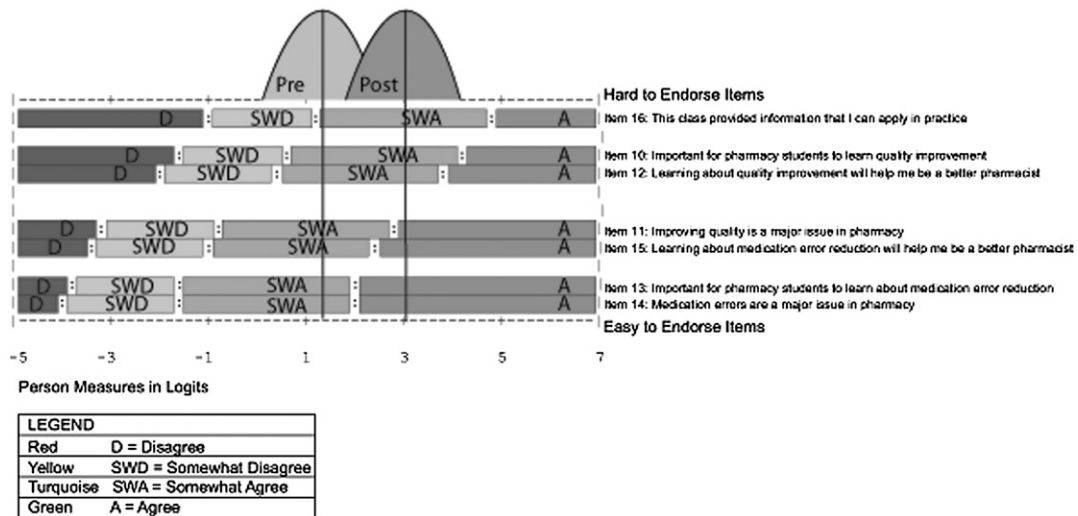 Pre Post
Hard to Endorse Items
D : SWD : SWA : A Item 16: This class provided information that I can apply in practice
D : SWD : SWA : A Item 10: Important for pharmacy students to learn quality improvement
D : SWD : SWA : A Item 12: Learning about quality improvement will help me be a better pharmacist
D : SWD : SWA : A Item 11: Improving quality is a major issue in pharmacy
D : SWD : SWA : A Item 15: Learning about medication error reduction will help me be a better pharmacist
D : SWD : SWA : A Item 13: Important for pharmacy students to learn about medication error reduction
D : SWD : SWA : A Item 14: Medication errors are a major issue in pharmacy
Easy to Endorse Items
-5 -3 -1 1 3 5 7
Person Measures in Logits
LEGEND
Red D = Disagree
Yellow SWD = Somewhat Disagree
Turquoise SWA = Somewhat Agree
Green A = Agree